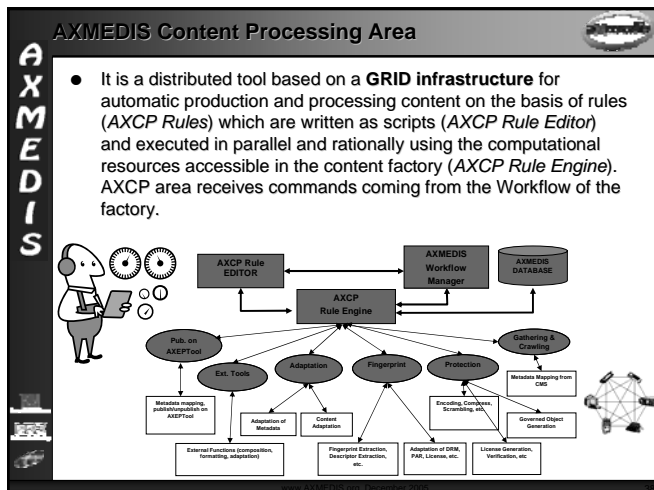 AXMEDIS Content Processing Area
AXMEDIS
● It is a distributed tool based on a GRID infrastructure for
automatic production and processing content on the basis of rules
(AXCP Rules) which are written as scripts (AXCP Rule Editor)
and executed in parallel and rationally using the computational
resources accessible in the content factory (AXCP Rule Engine).
AXCP area receives commands coming from the Workflow of the
factory.
AXCP Rule
EDITOR
AXMEDIS
Workflow
Manager
AXMEDIS
DATABASE
AXCP
Rule Engine
Pub. on
AXEPTool
Ext. Tools
Adaptation
Fingerprint
Protection
Gathering &
Crawling
Metadata mapping,
publish/unpublish on
AXEPTool
Adaptation of
Metadata
Content
Adaptation
Encoding, Compress,
Scrambling, etc.
Metadata Mapping from
CMS
Governed Object
Generation
External Functions (composition,
formatting, adaptation)
Fingerprint Extraction,
Descriptor Extraction,
etc.
Adaptation of DRM,
PAR, License, etc.
License Generation,
Verification, etc
www.AXMEDIS.org, December 2005